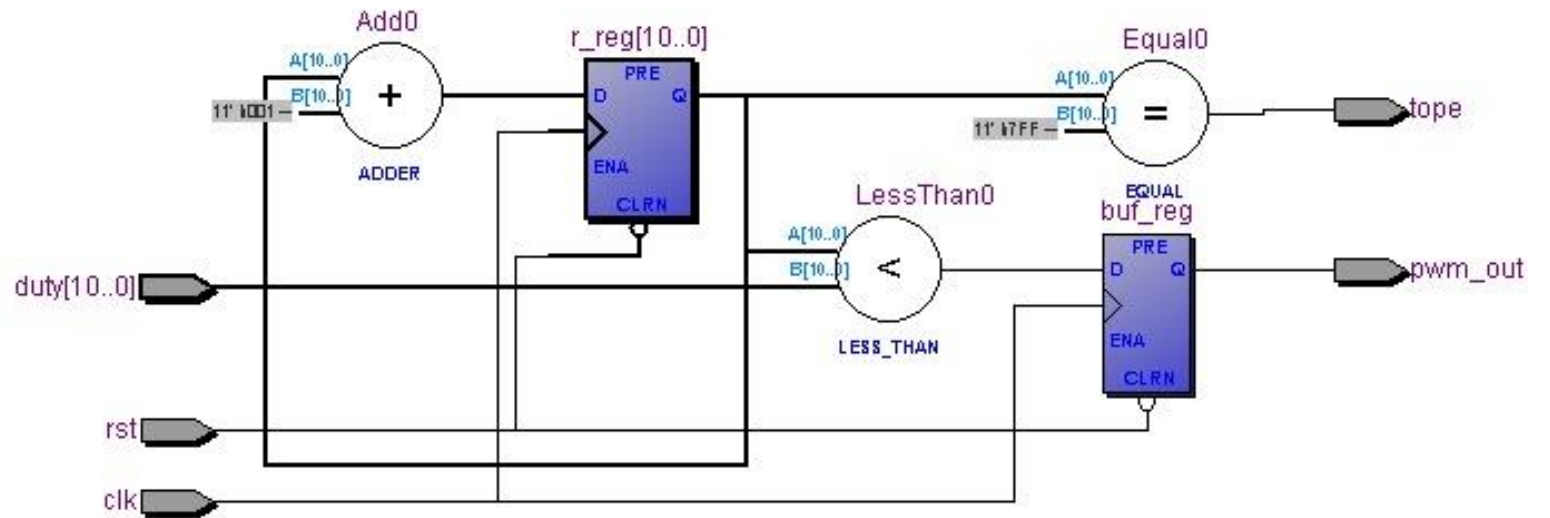 Add0
A[10..0]
B[10..0]
11' h001 –
+
ADDER
r_reg[10..0]
PRE
D
Q
ENA
CLRN
Equal0
A[10..0]
B[10..0]
11' h7FF –
=
EQUAL
tope
LessThan0
A[10..0]
B[10..0]
<
LESS_THAN
buf_reg
PRE
D
Q
ENA
CLRN
pwm_out
duty[10..0]
rst
clk